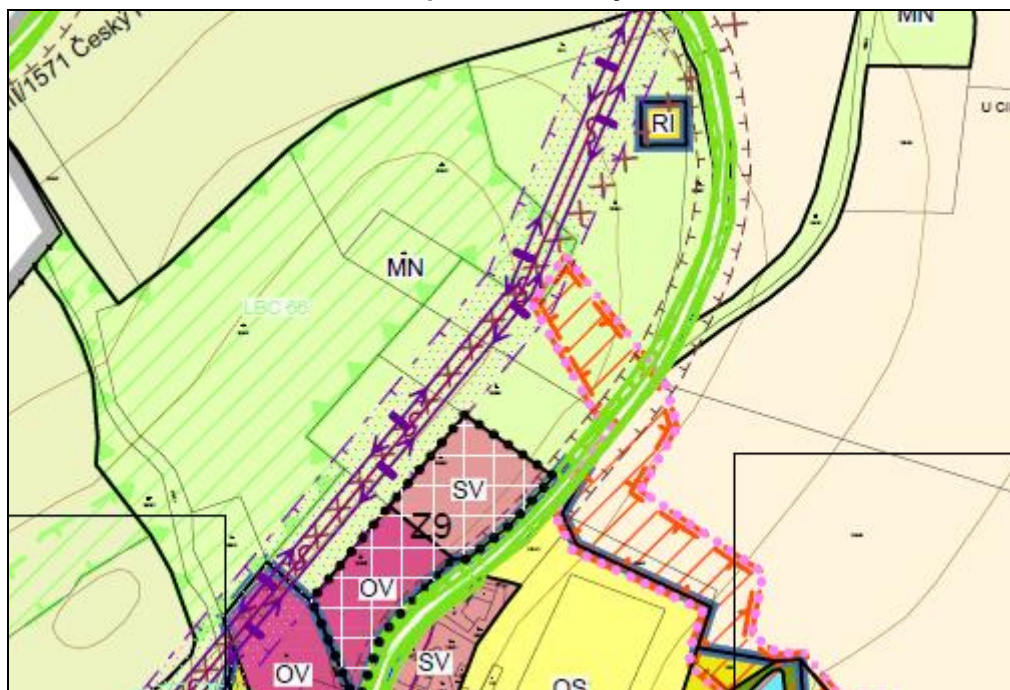 MN
II/1571 Český
U
RI
MN
LBC 66
SV
Z9
OV
SV
OV
OS